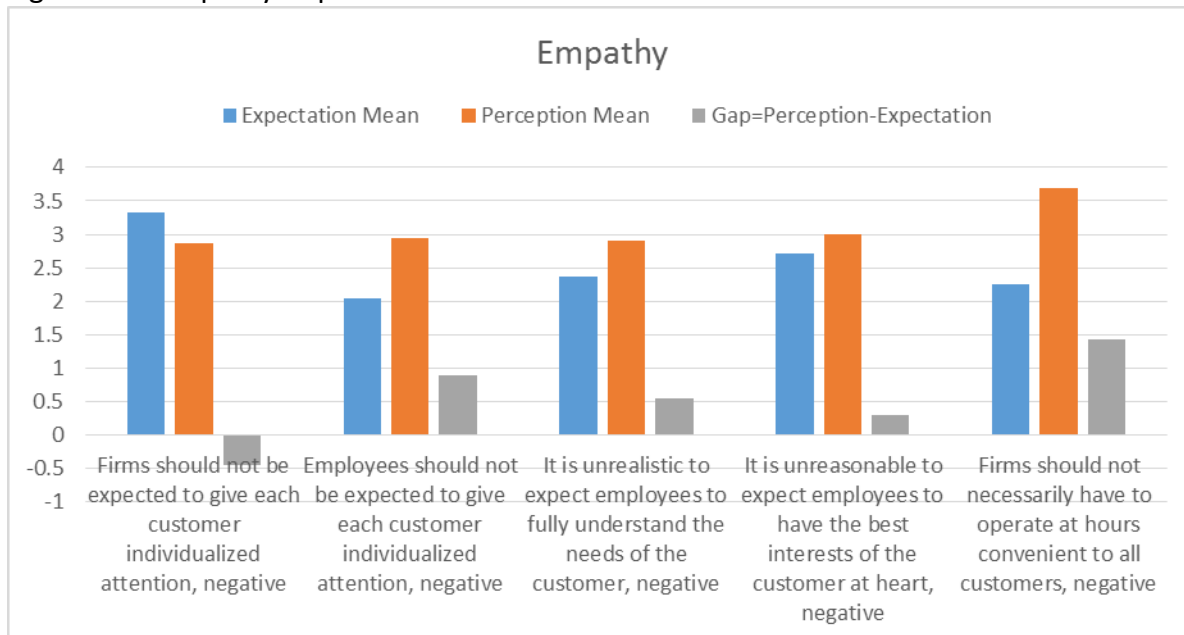 Empathy
Expectation Mean Perception Mean Gap=Perception-Expectation
4
3.5
3
2.5
2
1.5
1
0.5
0
-0.5
-1
Firms should not be
expected to give each
customer
individualized
attention, negative
Employees should not
be expected to give
each customer
individualized
attention, negative
It is unrealistic to
expect employees to
fully understand the
needs of the
customer, negative
It is unreasonable to
expect employees to
have the best
interests of the
customer at heart,
negative
Firms should not
necessarily have to
operate at hours
convenient to all
customers, negative